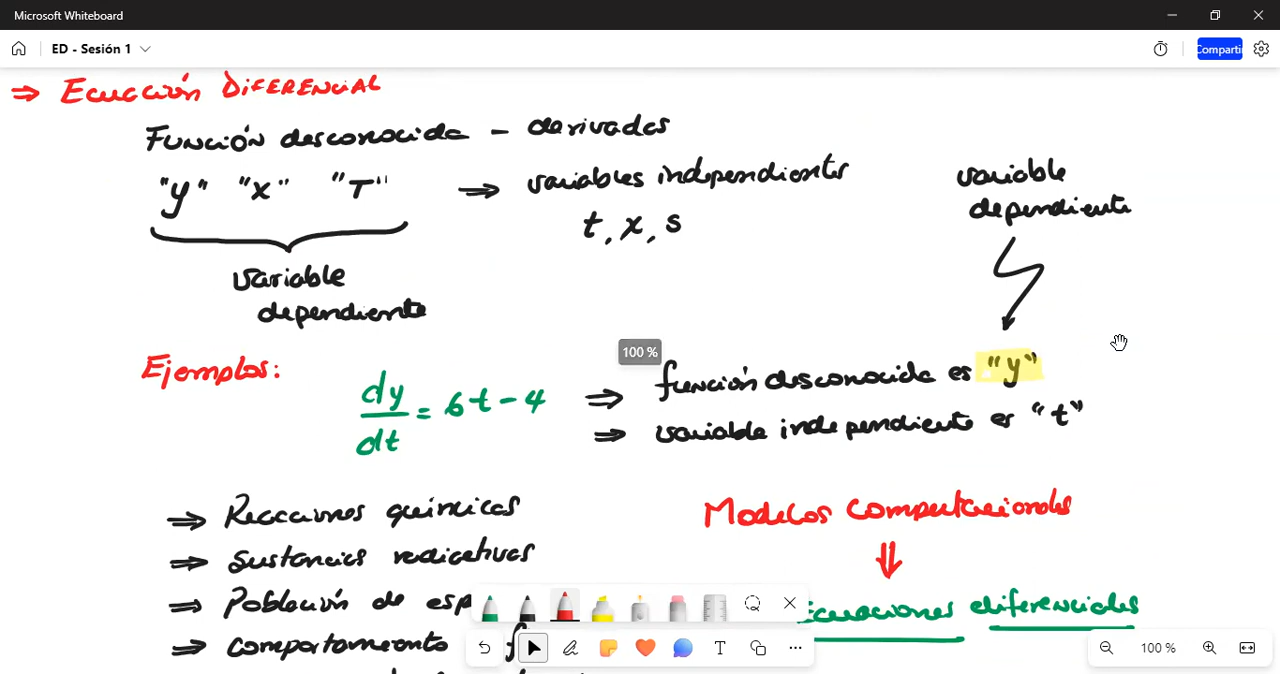 Microsoft Whiteboard
ED - Sesión 1
Compartir
⇒ Ecuación DIFERENCIAL
Función desconocida - derivadas
"y" "x" "T" ⇒ variables independientes
t, x, s
variable
dependiente
variable
dependiente
100 %
Ejemplos:
dy/dt = 6t - 4
⇒ función desconocida es "y"
⇒ variable independiente es "t"
⇒ Reacciones químicas
⇒ Sustancias radiactivas
⇒ Población de esp
⇒ comportamiento f
Modelos computacionales
⇓
Ecuaciones diferenciales
100 %